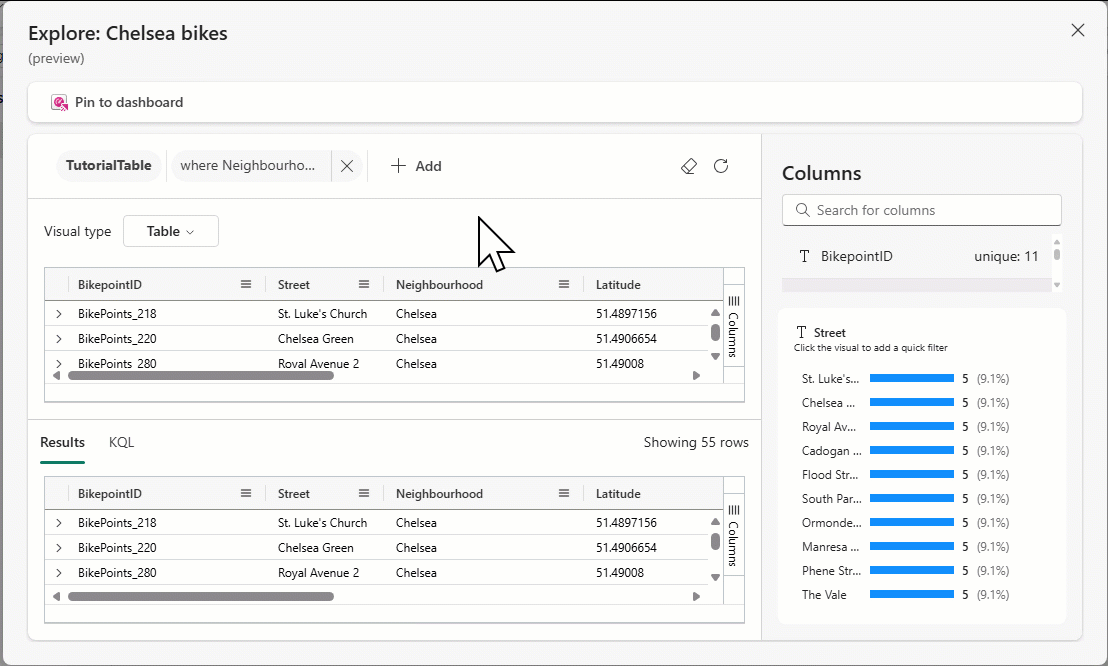 Explore: Chelsea bikes
(preview)
Pin to dashboard
TutorialTable
where Neighbourho...
Add
Visual type
Table
BikepointID Street Neighbourhood Latitude
BikePoints_218 St. Luke's Church Chelsea 51.4897156
BikePoints_220 Chelsea Green Chelsea 51.4906654
BikePoints_280 Royal Avenue 2 Chelsea 51.49008
Columns
Results KQL Showing 55 rows
BikepointID Street Neighbourhood Latitude
BikePoints_218 St. Luke's Church Chelsea 51.4897156
BikePoints_220 Chelsea Green Chelsea 51.4906654
BikePoints_280 Royal Avenue 2 Chelsea 51.49008
Columns
Columns
Search for columns
T BikepointID unique: 11
T Street
Click the visual to add a quick filter
St. Luke's... 5 (9.1%)
Chelsea ... 5 (9.1%)
Royal Av... 5 (9.1%)
Cadogan ... 5 (9.1%)
Flood Str... 5 (9.1%)
South Par... 5 (9.1%)
Ormonde... 5 (9.1%)
Manresa ... 5 (9.1%)
Phene Str... 5 (9.1%)
The Vale 5 (9.1%)